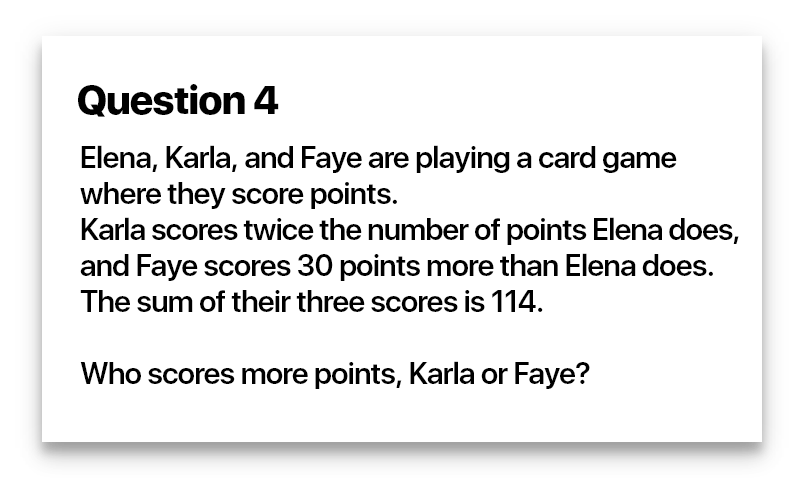 Question 4
Elena, Karla, and Faye are playing a card game
where they score points.
Karla scores twice the number of points Elena does,
and Faye scores 30 points more than Elena does.
The sum of their three scores is 114.
Who scores more points, Karla or Faye?